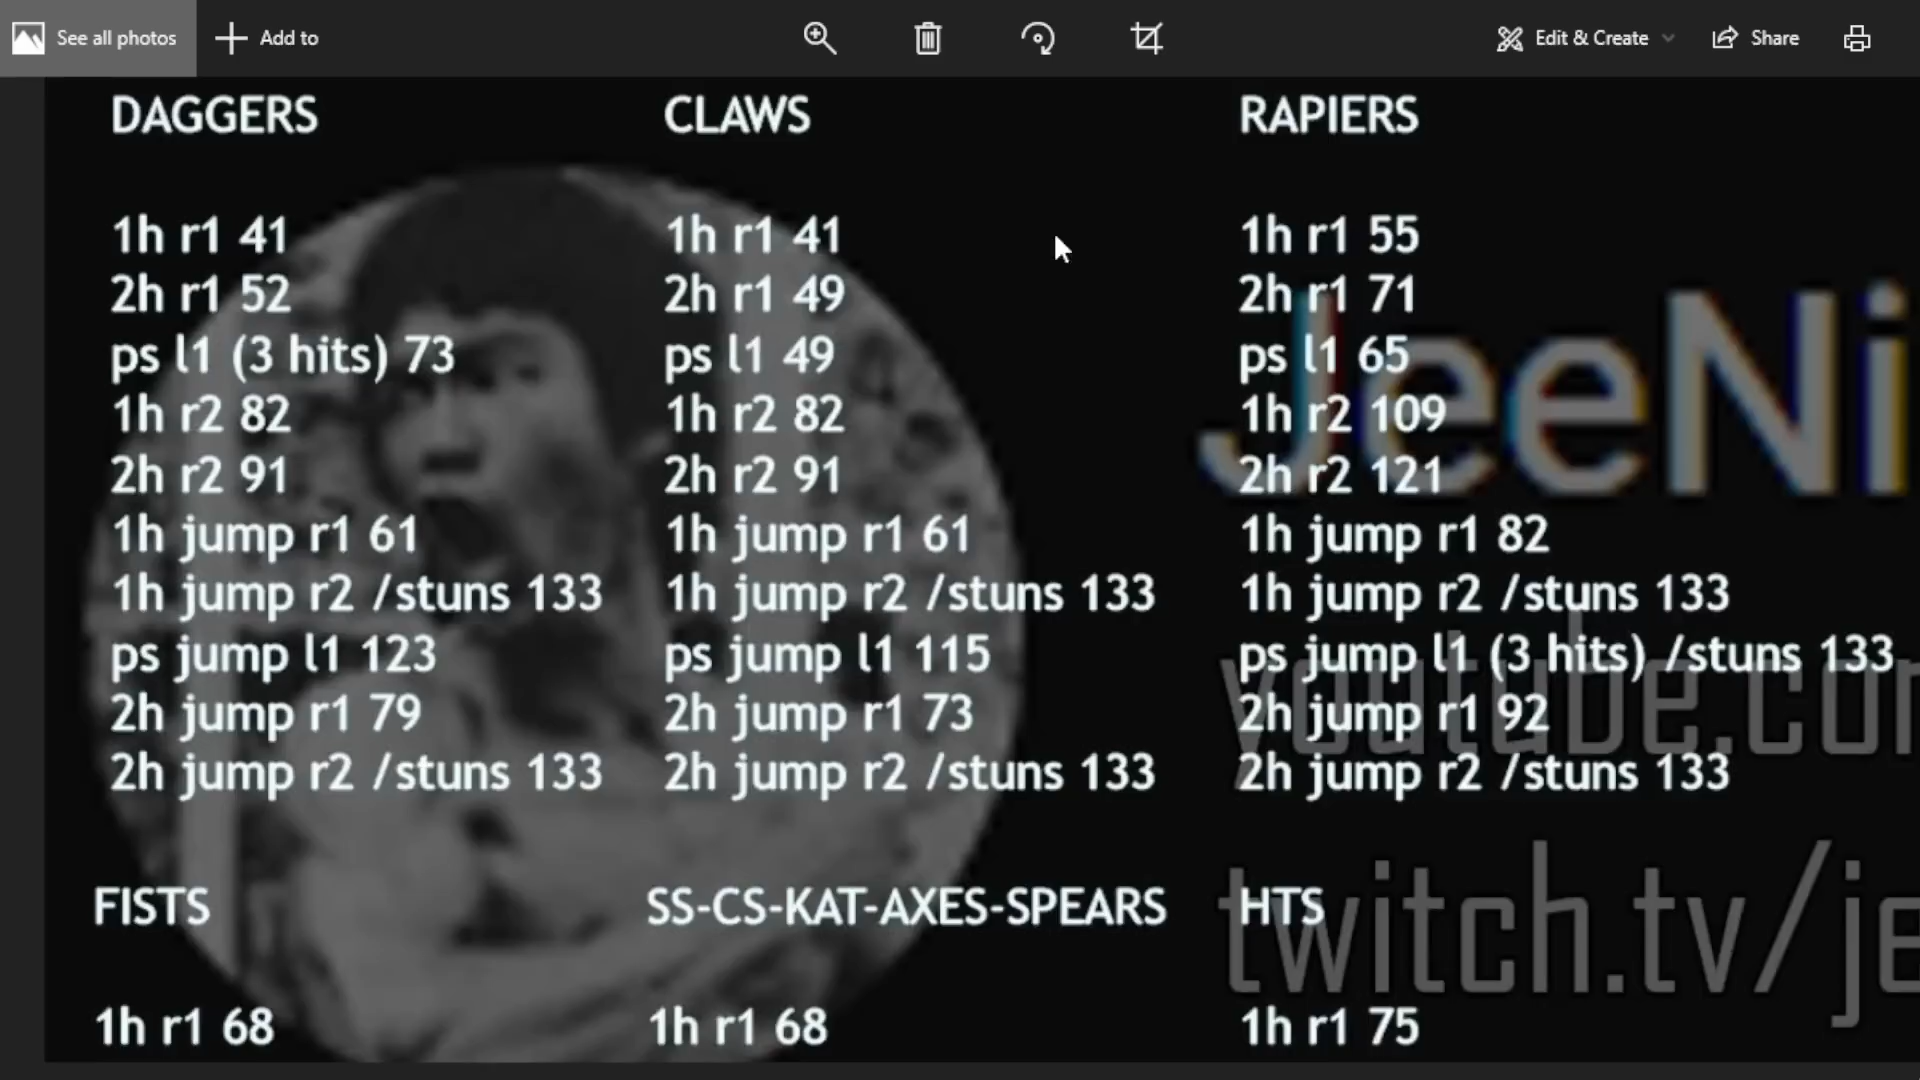 See all photos
Add to
Edit & Create
Share
DAGGERS
1h r1 41
2h r1 52
ps l1 (3 hits) 73
1h r2 82
2h r2 91
1h jump r1 61
1h jump r2 /stuns 133
ps jump l1 123
2h jump r1 79
2h jump r2 /stuns 133
CLAWS
1h r1 41
2h r1 49
ps l1 49
1h r2 82
2h r2 91
1h jump r1 61
1h jump r2 /stuns 133
ps jump l1 115
2h jump r1 73
2h jump r2 /stuns 133
RAPIERS
1h r1 55
2h r1 71
ps l1 65
1h r2 109
2h r2 121
1h jump r1 82
1h jump r2 /stuns 133
ps jump l1 (3 hits) /stuns 133
2h jump r1 92
2h jump r2 /stuns 133
JeeNi
youtube.co
twitch.tv/je
FISTS
1h r1 68
SS-CS-KAT-AXES-SPEARS
1h r1 68
HTS
1h r1 75